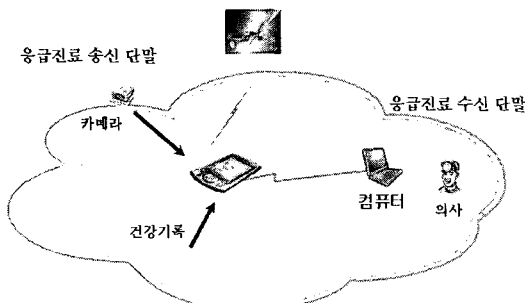 응급진료 송신 단말
응급진료 수신 단말
카메라
컴퓨터
의사
건강기록